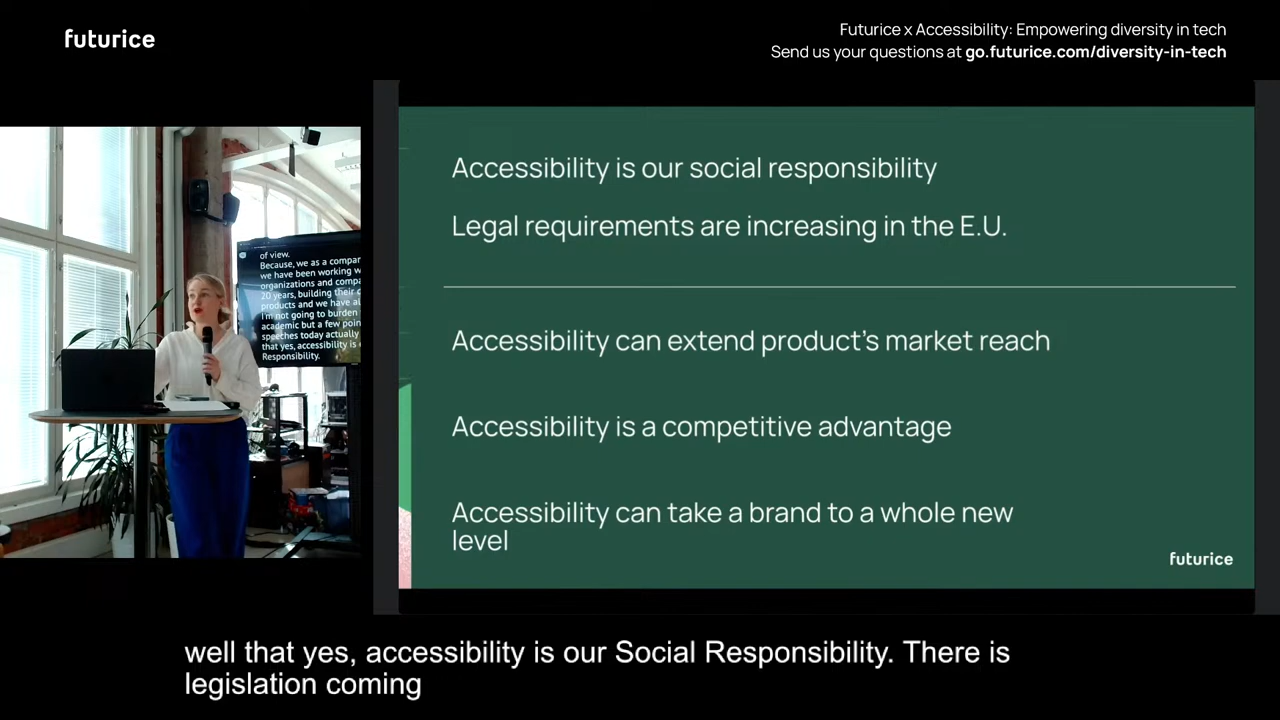 futurice
Futurice x Accessibility: Empowering diversity in tech
Send us your questions at go.futurice.com/diversity-in-tech
of view.
Because, we as a
we have been working
organizations and
20 years, building their
products and we have
I'm not going to burden
academic but a few
speeches today actually
that yes, accessibility is
Responsibility.
Accessibility is our social responsibility
Legal requirements are increasing in the E.U.
Accessibility can extend product's market reach
Accessibility is a competitive advantage
Accessibility can take a brand to a whole new
level
futurice
well that yes, accessibility is our Social Responsibility. There is
legislation coming